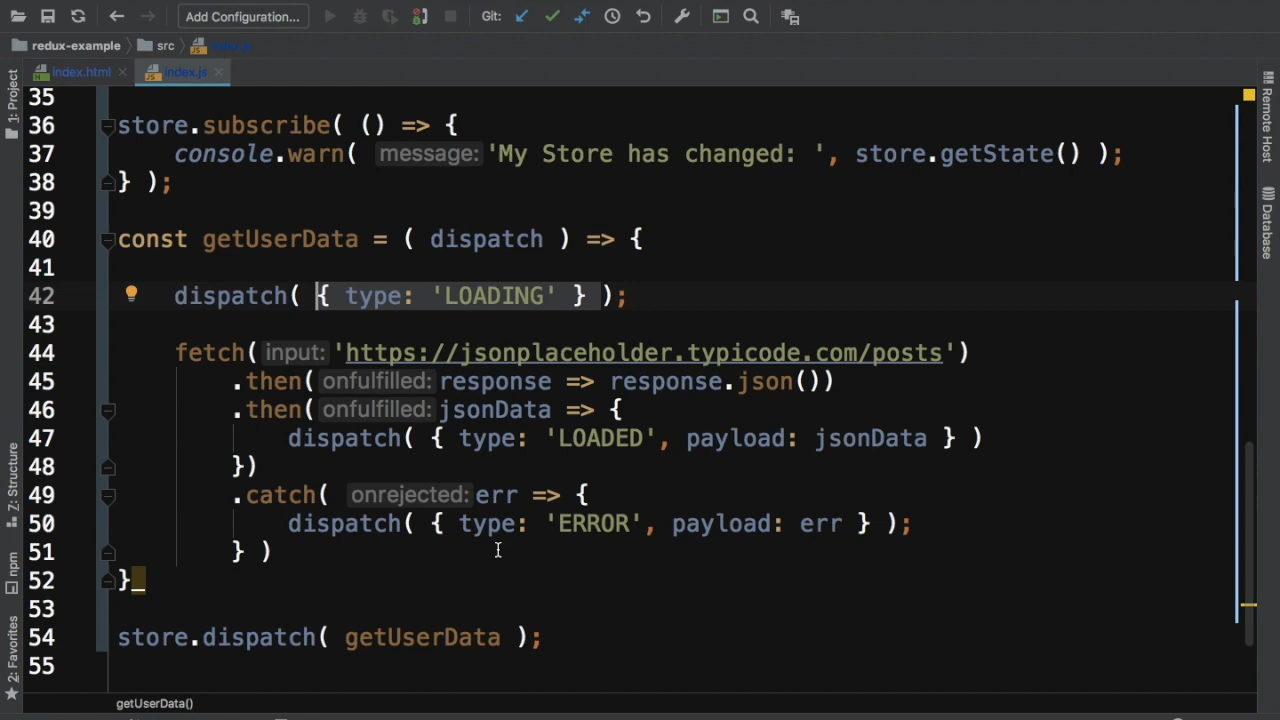 Add Configuration... Git:
redux-example src index.js
index.html index.js
1: Project
Z: Structure
npm
2: Favorites
Remote Host
Database
35
36 store.subscribe( () => {
37 console.warn( message: 'My Store has changed: ', store.getState() );
38 } );
39
40 const getUserData = ( dispatch ) => {
41
42 dispatch( { type: 'LOADING' } );
43
44 fetch( input: 'https://jsonplaceholder.typicode.com/posts')
45 .then( onfulfilled: response => response.json())
46 .then( onfulfilled: jsonData => {
47 dispatch( { type: 'LOADED', payload: jsonData } )
48 })
49 .catch( onrejected: err => {
50 dispatch( { type: 'ERROR', payload: err } );
51 } )
52 }
53
54 store.dispatch( getUserData );
55
getUserData()